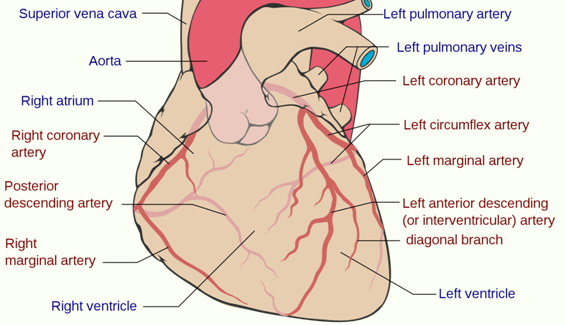 Superior vena cava
Aorta
Right atrium
Right coronary
artery
Posterior
descending artery
Right
marginal artery
Right ventricle
Left pulmonary artery
Left pulmonary veins
Left coronary artery
Left circumflex artery
Left marginal artery
Left anterior descending
(or interventricular) artery
diagonal branch
Left ventricle